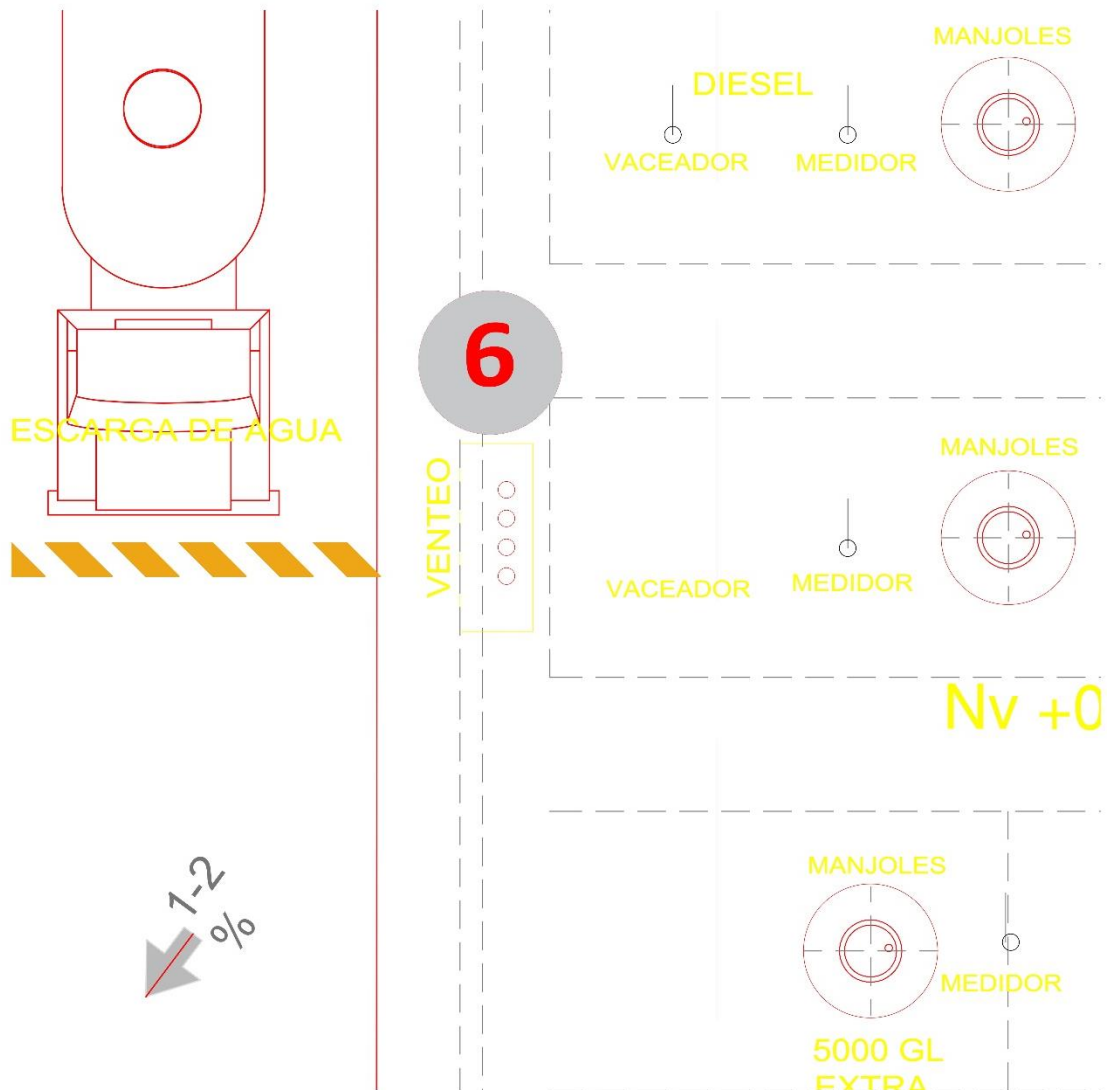 MANJOLES
DIESEL
VACEADOR
MEDIDOR
6
ESCARGA DE AGUA
MANJOLES
VENTEO
VACEADOR
MEDIDOR
Nv +0
1-2
%
MANJOLES
MEDIDOR
5000 GL
EXTRA